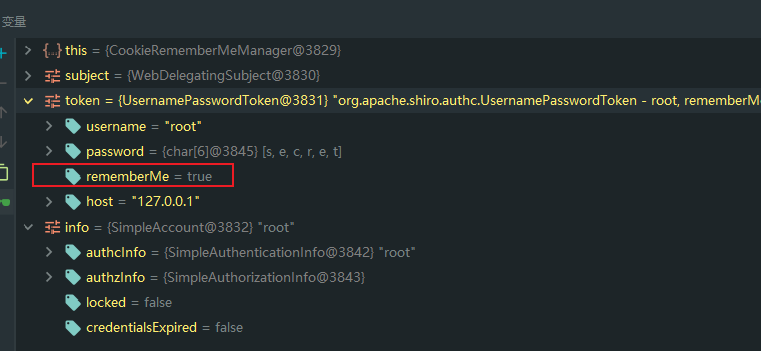 变量
this = {CookieRememberMeManager@3829}
subject = {WebDelegatingSubject@3830}
token = {UsernamePasswordToken@3831} "org.apache.shiro.authc.UsernamePasswordToken - root, rememberMe
username = "root"
password = {char[6]@3845} [s, e, c, r, e, t]
rememberMe = true
host = "127.0.0.1"
info = {SimpleAccount@3832} "root"
authcInfo = {SimpleAuthenticationInfo@3842} "root"
authzInfo = {SimpleAuthorizationInfo@3843}
locked = false
credentialsExpired = false